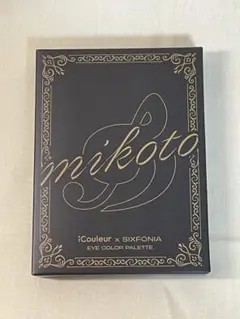 mikoto
iCouleur × SIXFONIA
EYE COLOR PALETTE